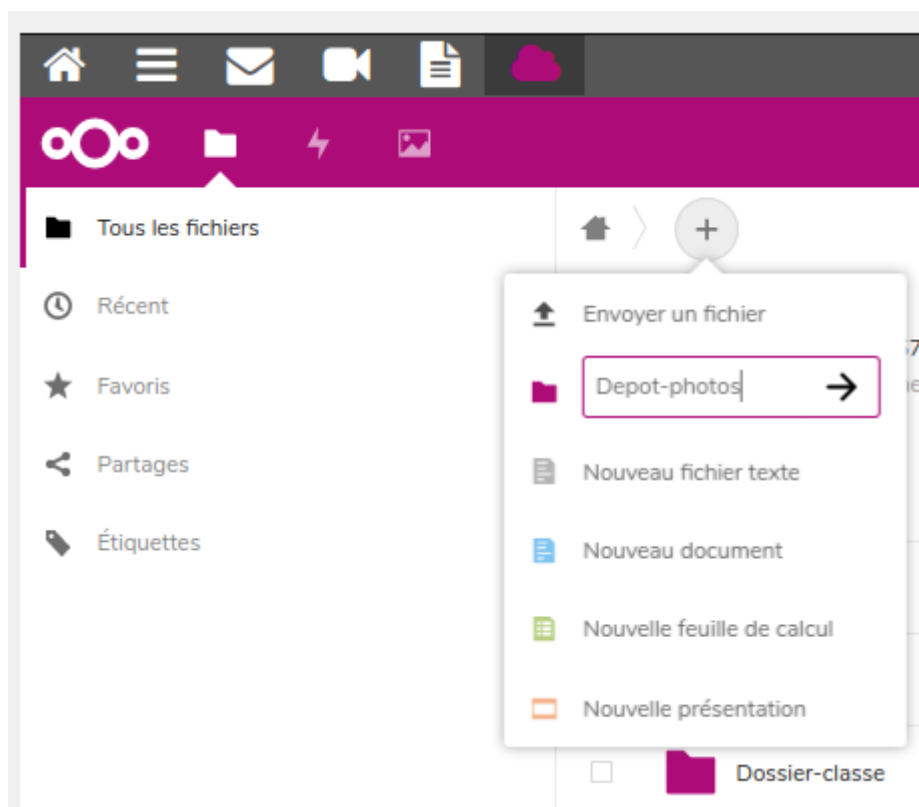 Tous les fichiers
Récent
Favoris
Partages
Étiquettes
Envoyer un fichier
Depot-photos
Nouveau fichier texte
Nouveau document
Nouvelle feuille de calcul
Nouvelle présentation
Dossier-classe